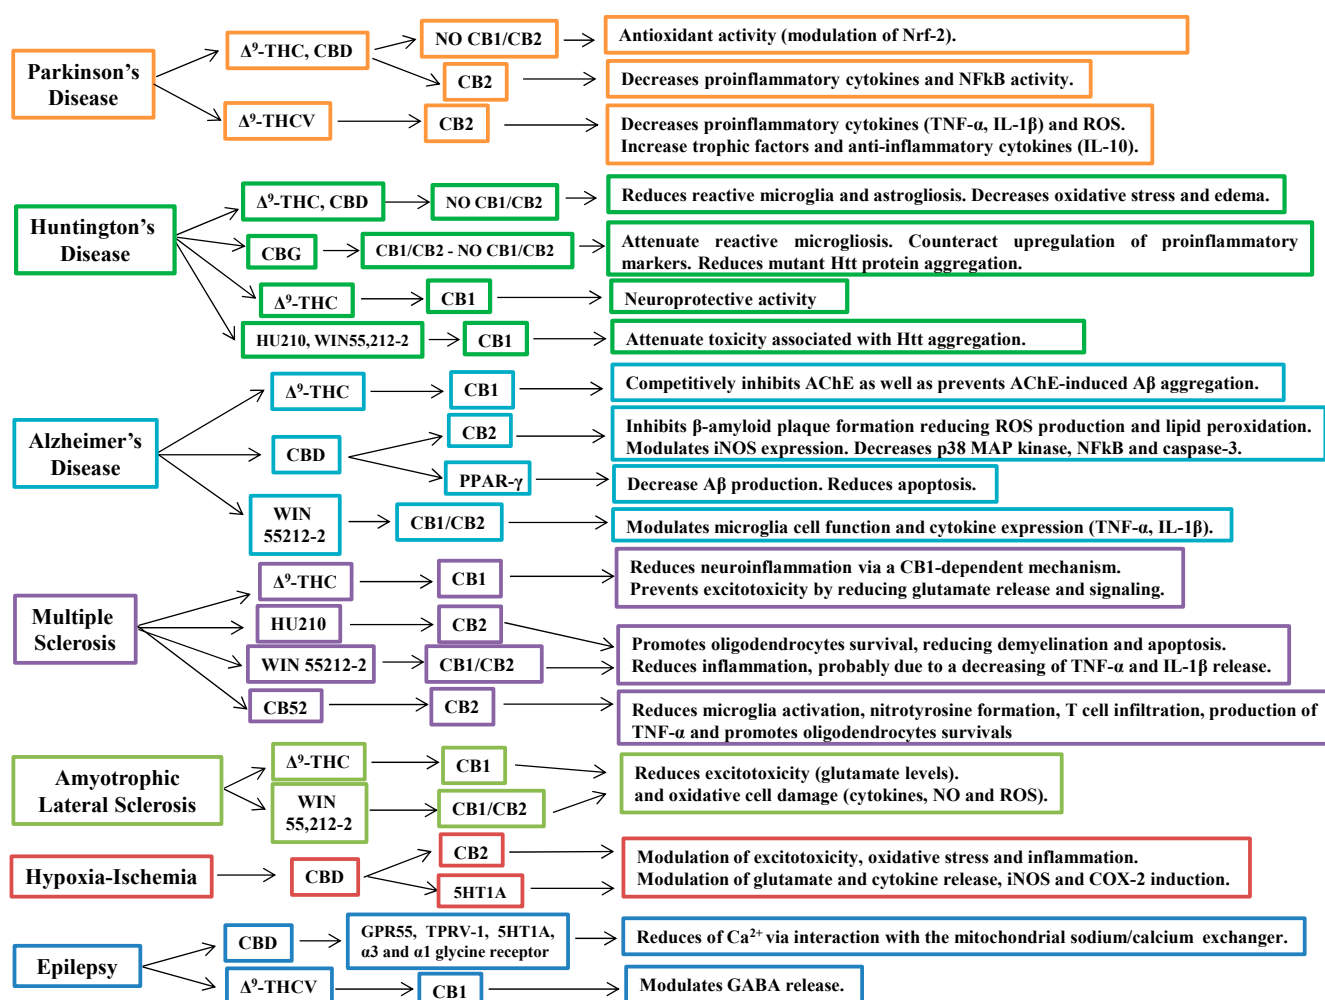 Parkinson's
Disease
Δ⁹-THC, CBD
NO CB1/CB2
Antioxidant activity (modulation of Nrf-2).
CB2
Decreases proinflammatory cytokines and NFkB activity.
Δ⁹-THCV
CB2
Decreases proinflammatory cytokines (TNF-α, IL-1β) and ROS.
Increase trophic factors and anti-inflammatory cytokines (IL-10).
Huntington's
Disease
Δ⁹-THC, CBD
NO CB1/CB2
Reduces reactive microglia and astrogliosis. Decreases oxidative stress and edema.
CBG
CB1/CB2 - NO CB1/CB2
Attenuate reactive microgliosis. Counteract upregulation of proinflammatory
markers. Reduces mutant Htt protein aggregation.
Δ⁹-THC
CB1
Neuroprotective activity
HU210, WIN55,212-2
CB1
Attenuate toxicity associated with Htt aggregation.
Alzheimer's
Disease
Δ⁹-THC
CB1
Competitively inhibits AChE as well as prevents AChE-induced Aβ aggregation.
CBD
CB2
Inhibits β-amyloid plaque formation reducing ROS production and lipid peroxidation.
Modulates iNOS expression. Decreases p38 MAP kinase, NFkB and caspase-3.
PPAR-γ
Decrease Aβ production. Reduces apoptosis.
WIN
55212-2
CB1/CB2
Modulates microglia cell function and cytokine expression (TNF-α, IL-1β).
Multiple
Sclerosis
Δ⁹-THC
CB1
Reduces neuroinflammation via a CB1-dependent mechanism.
Prevents excitotoxicity by reducing glutamate release and signaling.
HU210
CB2
WIN 55212-2
CB1/CB2
Promotes oligodendrocytes survival, reducing demyelination and apoptosis.
Reduces inflammation, probably due to a decreasing of TNF-α and IL-1β release.
CB52
CB2
Reduces microglia activation, nitrotyrosine formation, T cell infiltration, production of
TNF-α and promotes oligodendrocytes survivals
Amyotrophic
Lateral Sclerosis
Δ⁹-THC
CB1
WIN
55,212-2
CB1/CB2
Reduces excitotoxicity (glutamate levels).
and oxidative cell damage (cytokines, NO and ROS).
Hypoxia-Ischemia
CBD
CB2
5HT1A
Modulation of excitotoxicity, oxidative stress and inflammation.
Modulation of glutamate and cytokine release, iNOS and COX-2 induction.
Epilepsy
CBD
GPR55, TPRV-1, 5HT1A,
α3 and α1 glycine receptor
Reduces of Ca²⁺ via interaction with the mitochondrial sodium/calcium exchanger.
Δ⁹-THCV
CB1
Modulates GABA release.